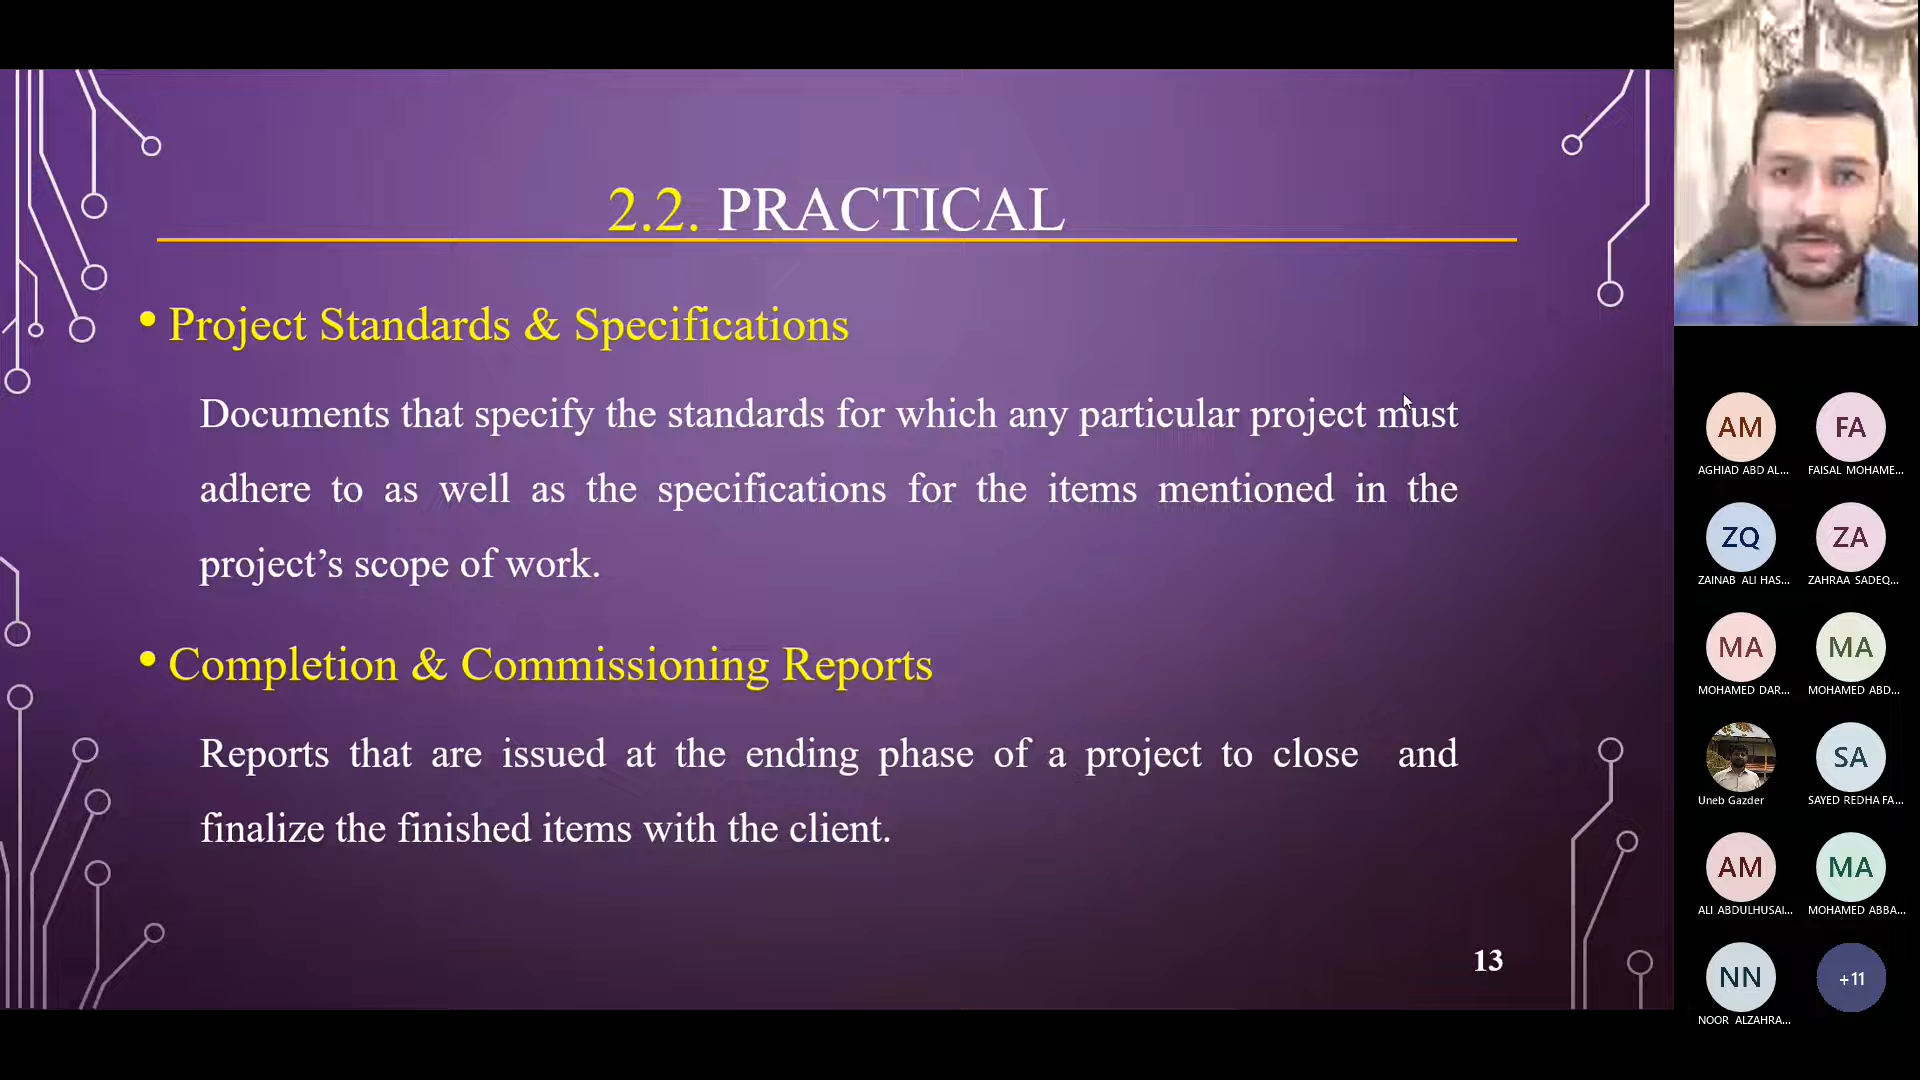 2.2. PRACTICAL
• Project Standards & Specifications
Documents that specify the standards for which any particular project must
adhere to as well as the specifications for the items mentioned in the
project’s scope of work.
• Completion & Commissioning Reports
Reports that are issued at the ending phase of a project to close and
finalize the finished items with the client.
13
AM FA
AGHIAD ABD AL... FAISAL MOHAME...
ZQ ZA
ZAINAB ALI HAS... ZAHRAA SADEQ...
MA MA
MOHAMED DAR... MOHAMED ABD...
SA
Uneb Gazder SAYED REDHA FA...
AM MA
ALI ABDULHUSAI... MOHAMED ABBA...
NN +11
NOOR ALZAHRA...